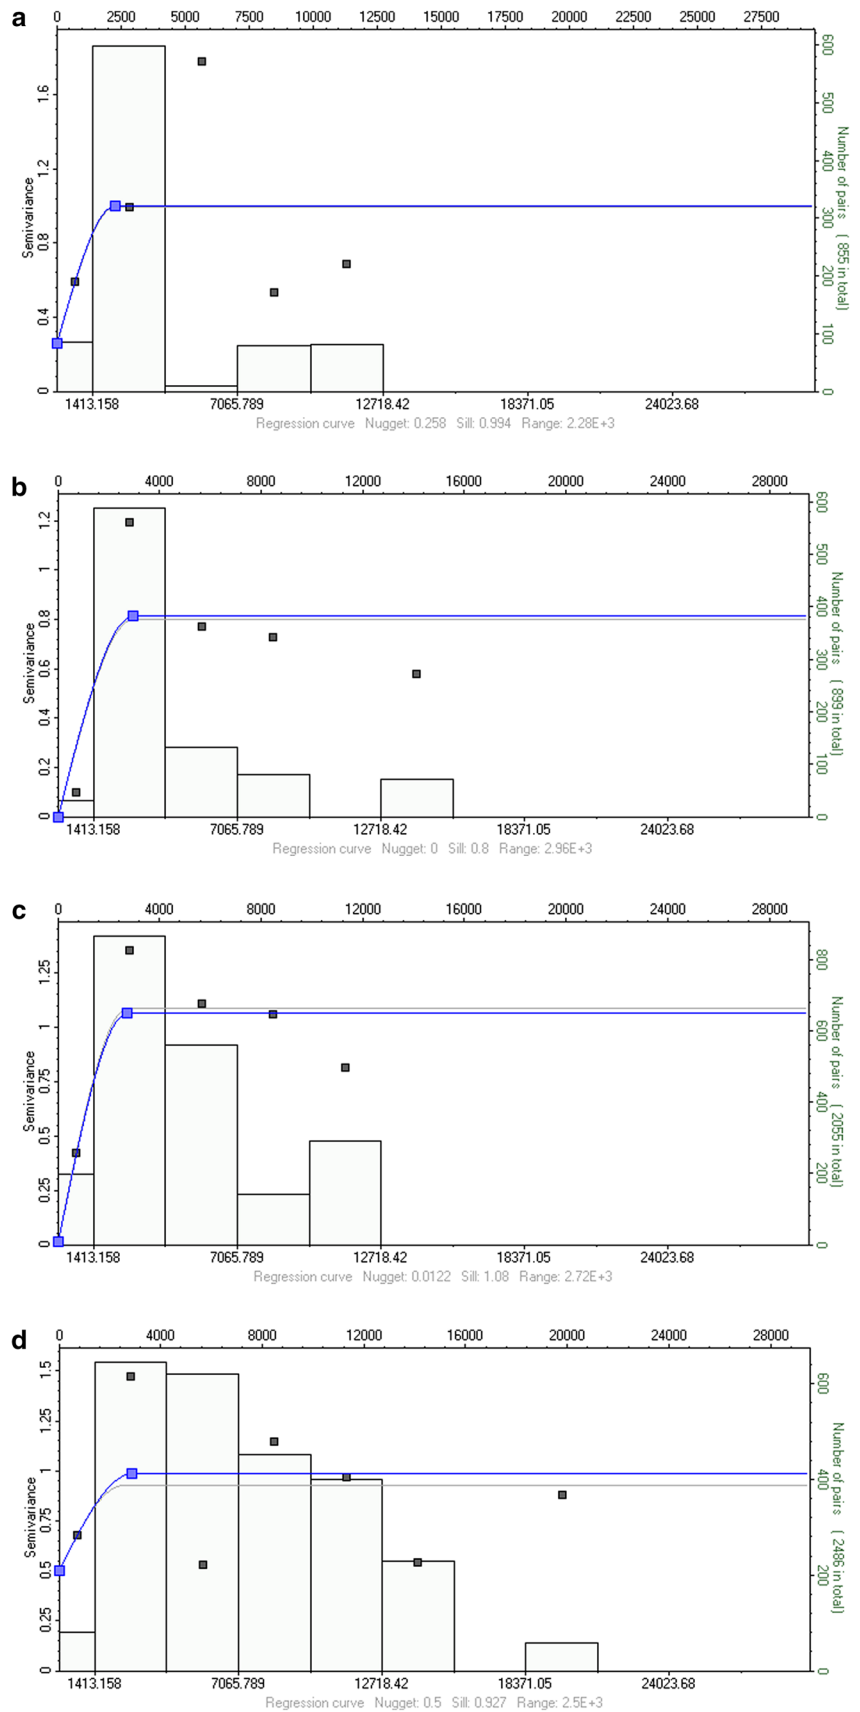 a
0 2500 5000 7500 10000 12500 15000 17500 20000 22500 25000 27500
Semivariance
0 0.4 0.8 1.2 1.6
Number of pairs ( 855 in total)
0 100 200 300 400 500 600
1413.158 7065.789 12718.42 18371.05 24023.68
Regression curve Nugget: 0.258 Sill: 0.994 Range: 2.28E+3
b
0 4000 8000 12000 16000 20000 24000 28000
Semivariance
0 0.2 0.4 0.6 0.8 1 1.2
Number of pairs ( 899 in total)
0 100 200 300 400 500 600
1413.158 7065.789 12718.42 18371.05 24023.68
Regression curve Nugget: 0 Sill: 0.8 Range: 2.96E+3
c
0 4000 8000 12000 16000 20000 24000 28000
Semivariance
0 0.25 0.5 0.75 1 1.25
Number of pairs ( 2055 in total)
0 200 400 600 800
1413.158 7065.789 12718.42 18371.05 24023.68
Regression curve Nugget: 0.0122 Sill: 1.08 Range: 2.72E+3
d
0 4000 8000 12000 16000 20000 24000 28000
Semivariance
0 0.25 0.5 0.75 1 1.25 1.5
Number of pairs ( 2486 in total)
0 200 400 600
1413.158 7065.789 12718.42 18371.05 24023.68
Regression curve Nugget: 0.5 Sill: 0.927 Range: 2.5E+3